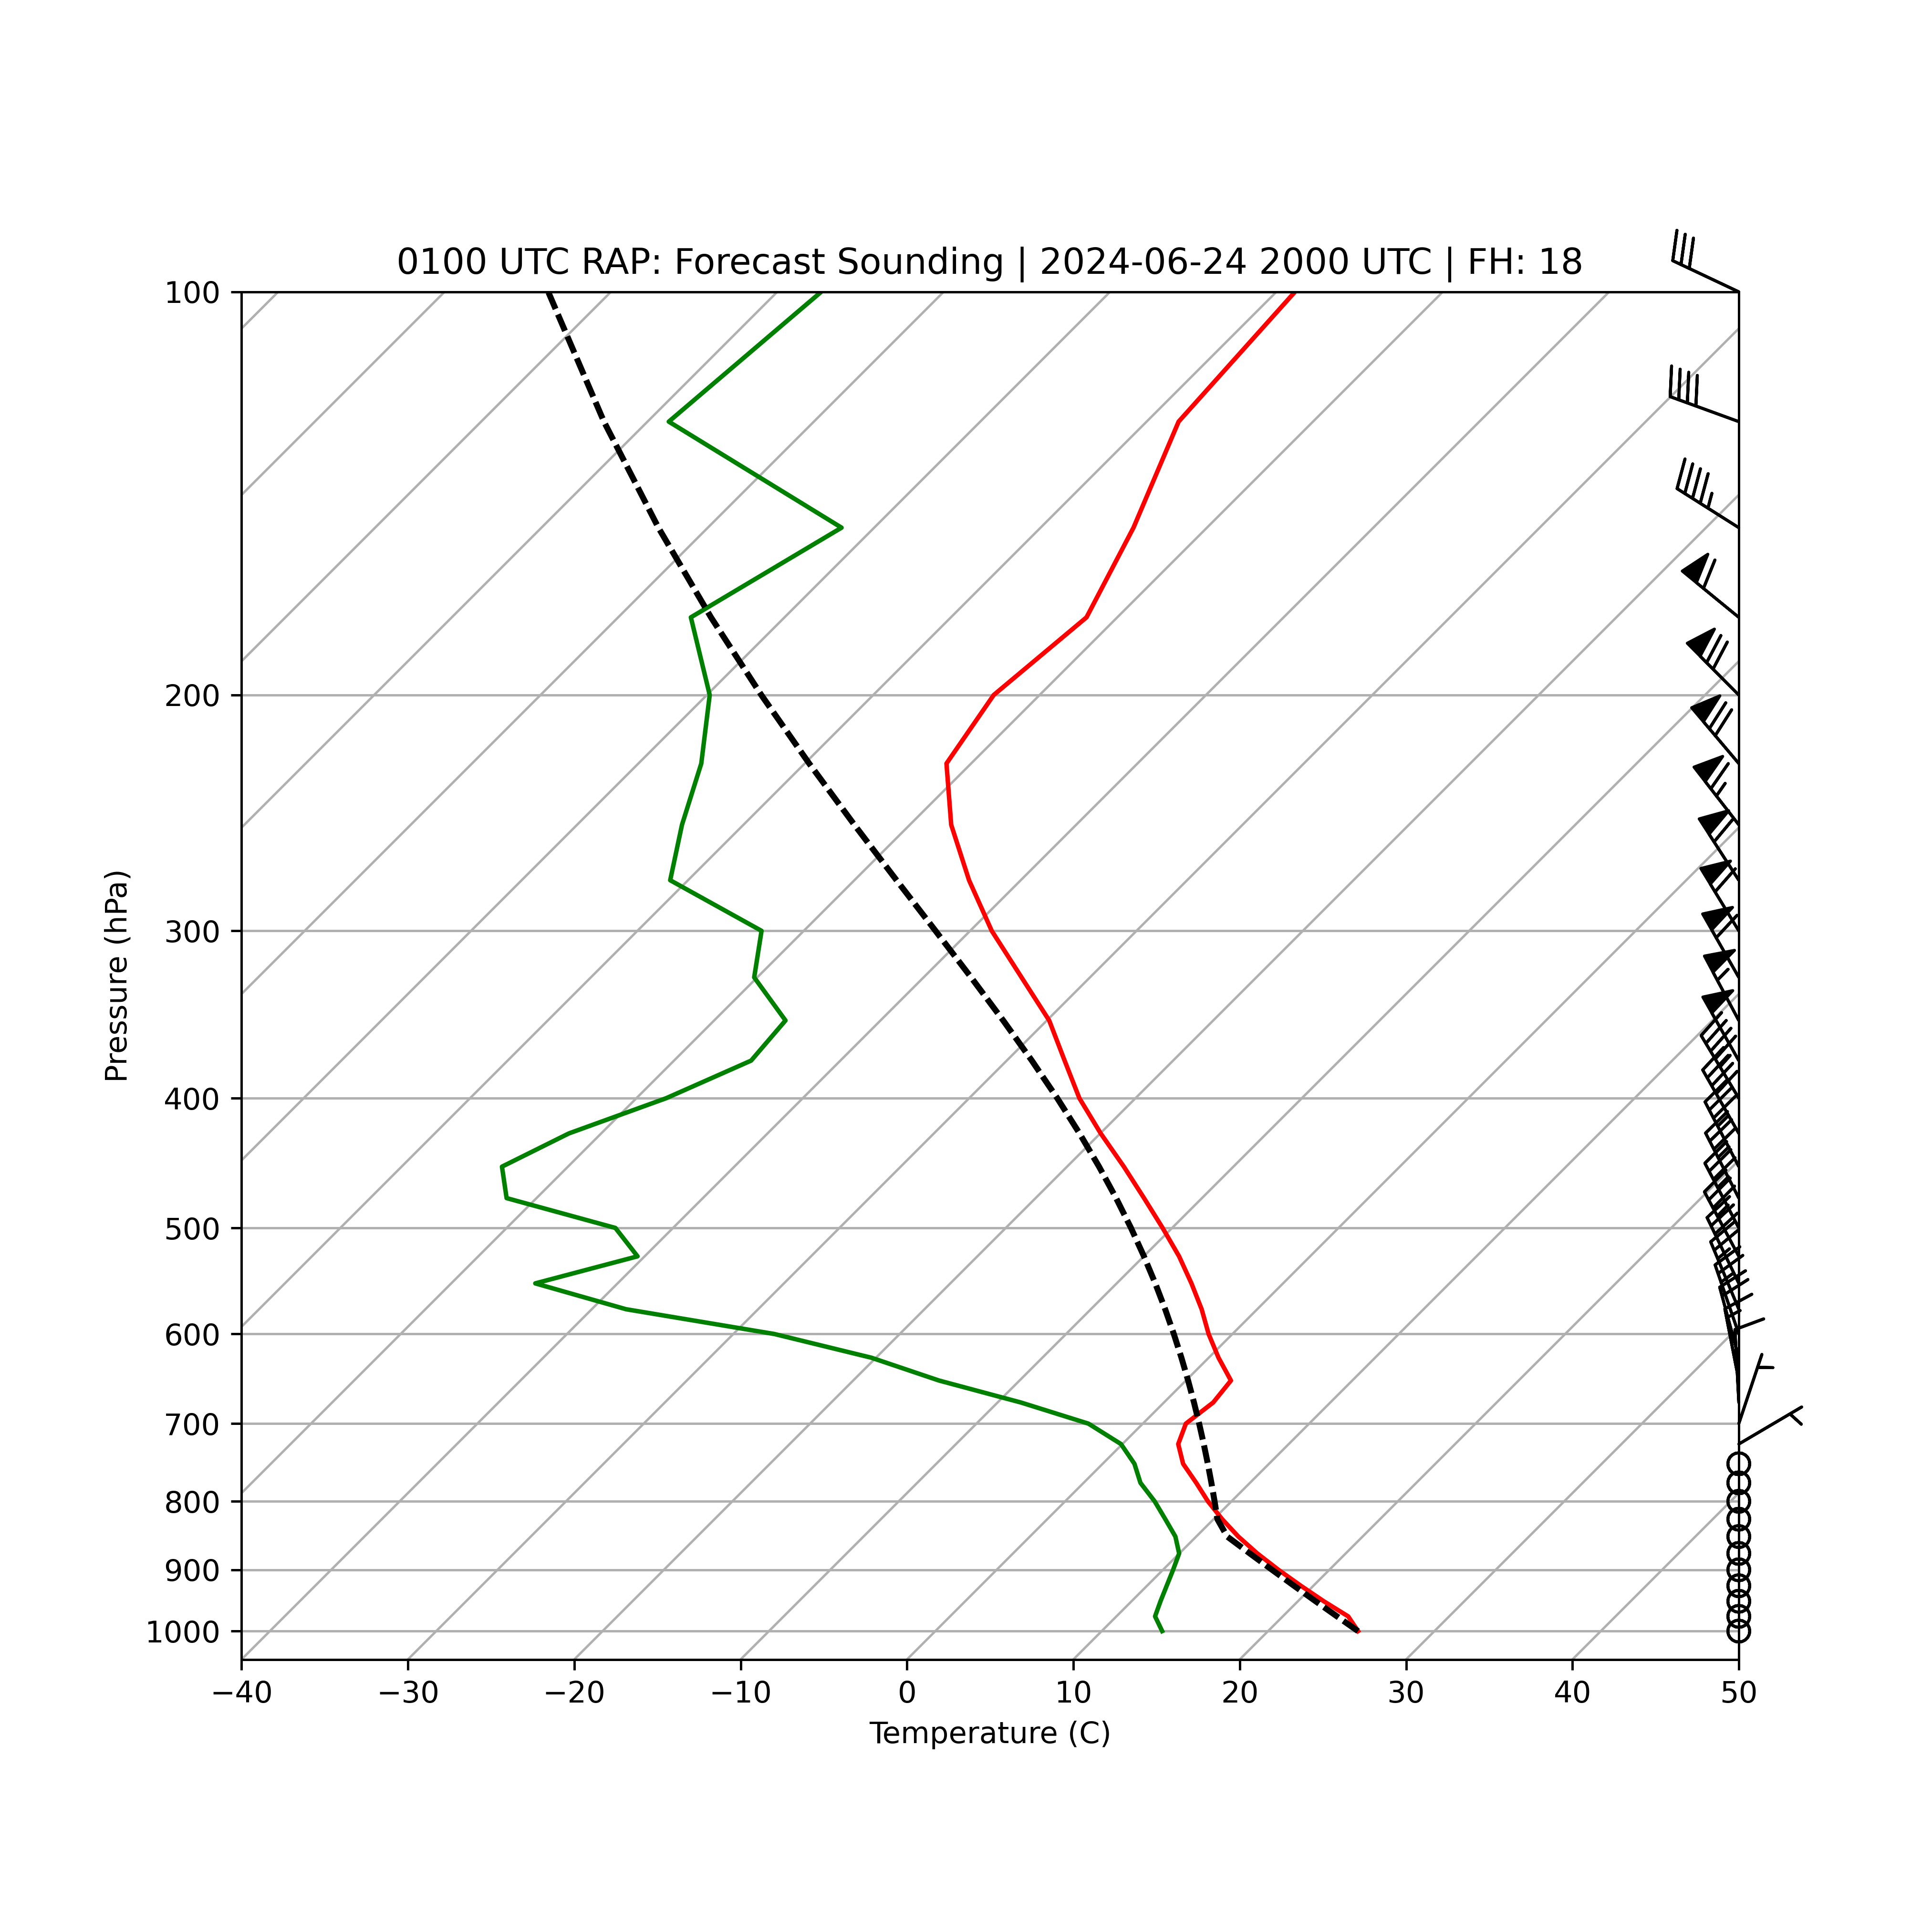 0100 UTC RAP: Forecast Sounding | 2024-06-24 2000 UTC | FH: 18
100
200
300
400
500
600
700
800
900
1000
Pressure (hPa)
−40 −30 −20 −10 0 10 20 30 40 50
Temperature (C)